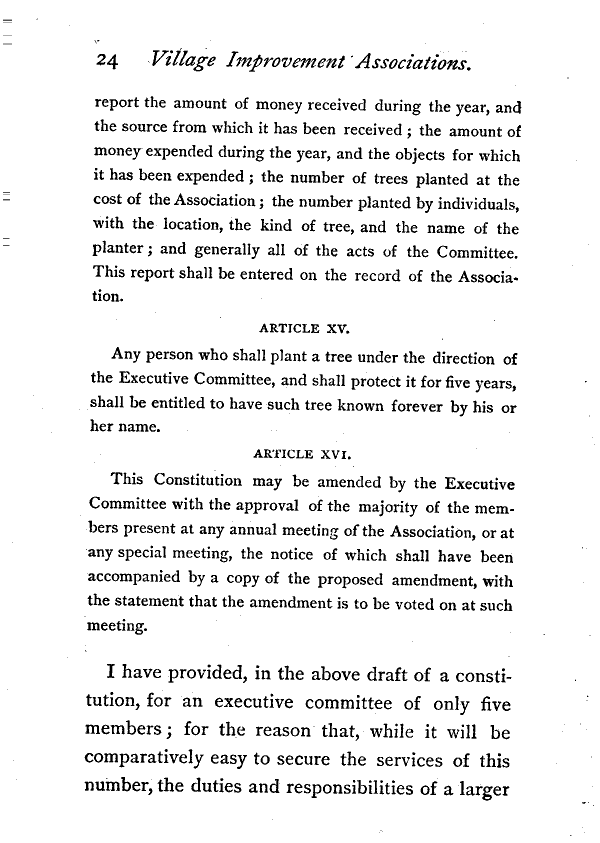 24 Village Improvement Associations.
report the amount of money received during the year, and
the source from which it has been received ; the amount of
money expended during the year, and the objects for which
it has been expended ; the number of trees planted at the
cost of the Association ; the number planted by individuals,
with the location, the kind of tree, and the name of the
planter ; and generally all of the acts of the Committee.
This report shall be entered on the record of the Associa-
tion.
ARTICLE XV.
Any person who shall plant a tree under the direction of
the Executive Committee, and shall protect it for five years,
shall be entitled to have such tree known forever by his or
her name.
ARTICLE XVI.
This Constitution may be amended by the Executive
Committee with the approval of the majority of the mem-
bers present at any annual meeting of the Association, or at
any special meeting, the notice of which shall have been
accompanied by a copy of the proposed amendment, with
the statement that the amendment is to be voted on at such
meeting.
I have provided, in the above draft of a consti-
tution, for an executive committee of only five
members ; for the reason that, while it will be
comparatively easy to secure the services of this
number, the duties and responsibilities of a larger